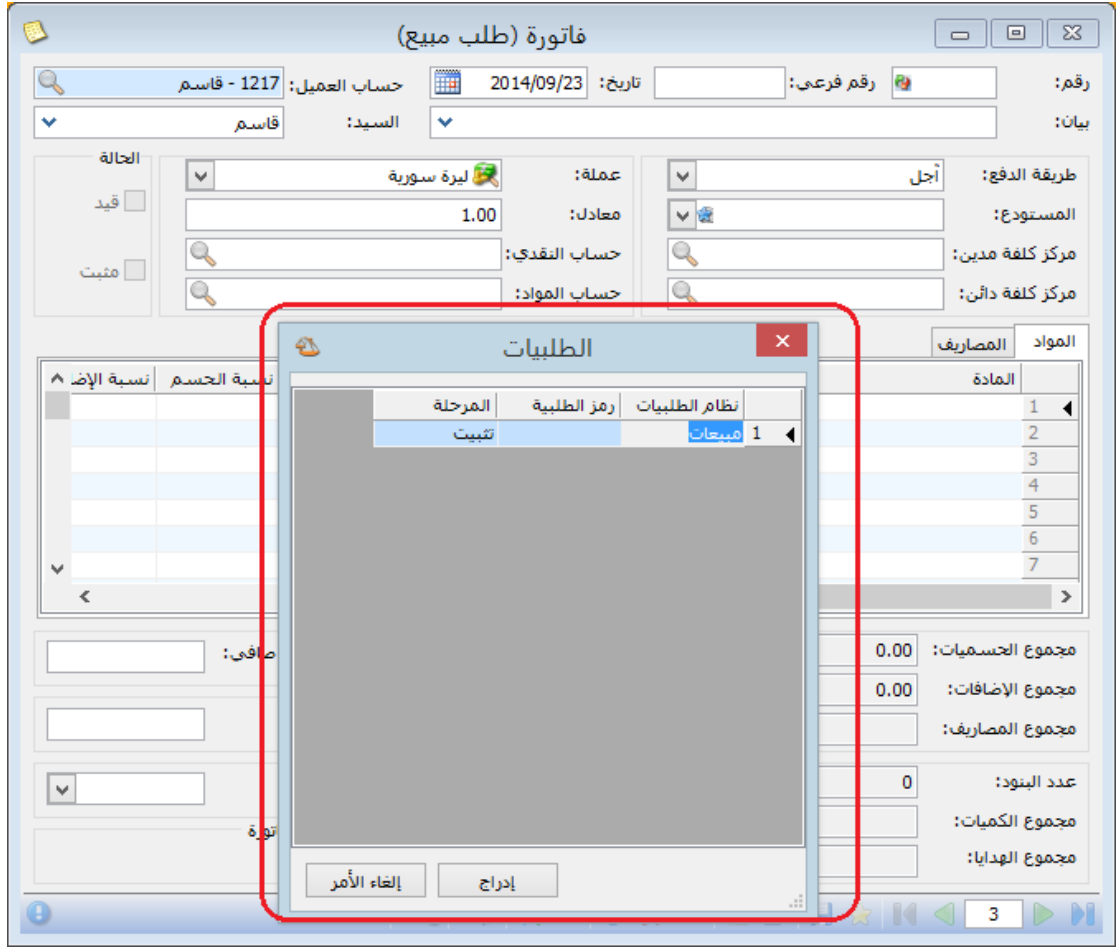 فاتورة (طلب مبيع)
رقم: رقم فرعي: تاريخ: 2014/09/23 حساب العميل: 1217 - قاسم
بيان: السيد: قاسم
طريقة الدفع: آجل عملة: ليرة سورية الحالة
المستودع: معادل: 1.00 قيد
مركز كلفة مدين: حساب النقدي: مثبت
مركز كلفة دائن: حساب المواد:
المواد المصاريف
المادة نسبة الحسم نسبة الإضا
1
2
3
4
5
6
7
الطلبيات
نظام الطلبيات رمز الطلبية المرحلة
1 مبيعات تثبيت
إدراج إلغاء الأمر
مجموع الحسميات: 0.00 صافي:
مجموع الإضافات: 0.00
مجموع المصاريف:
عدد البنود: 0
مجموع الكميات:
مجموع الهدايا:
3